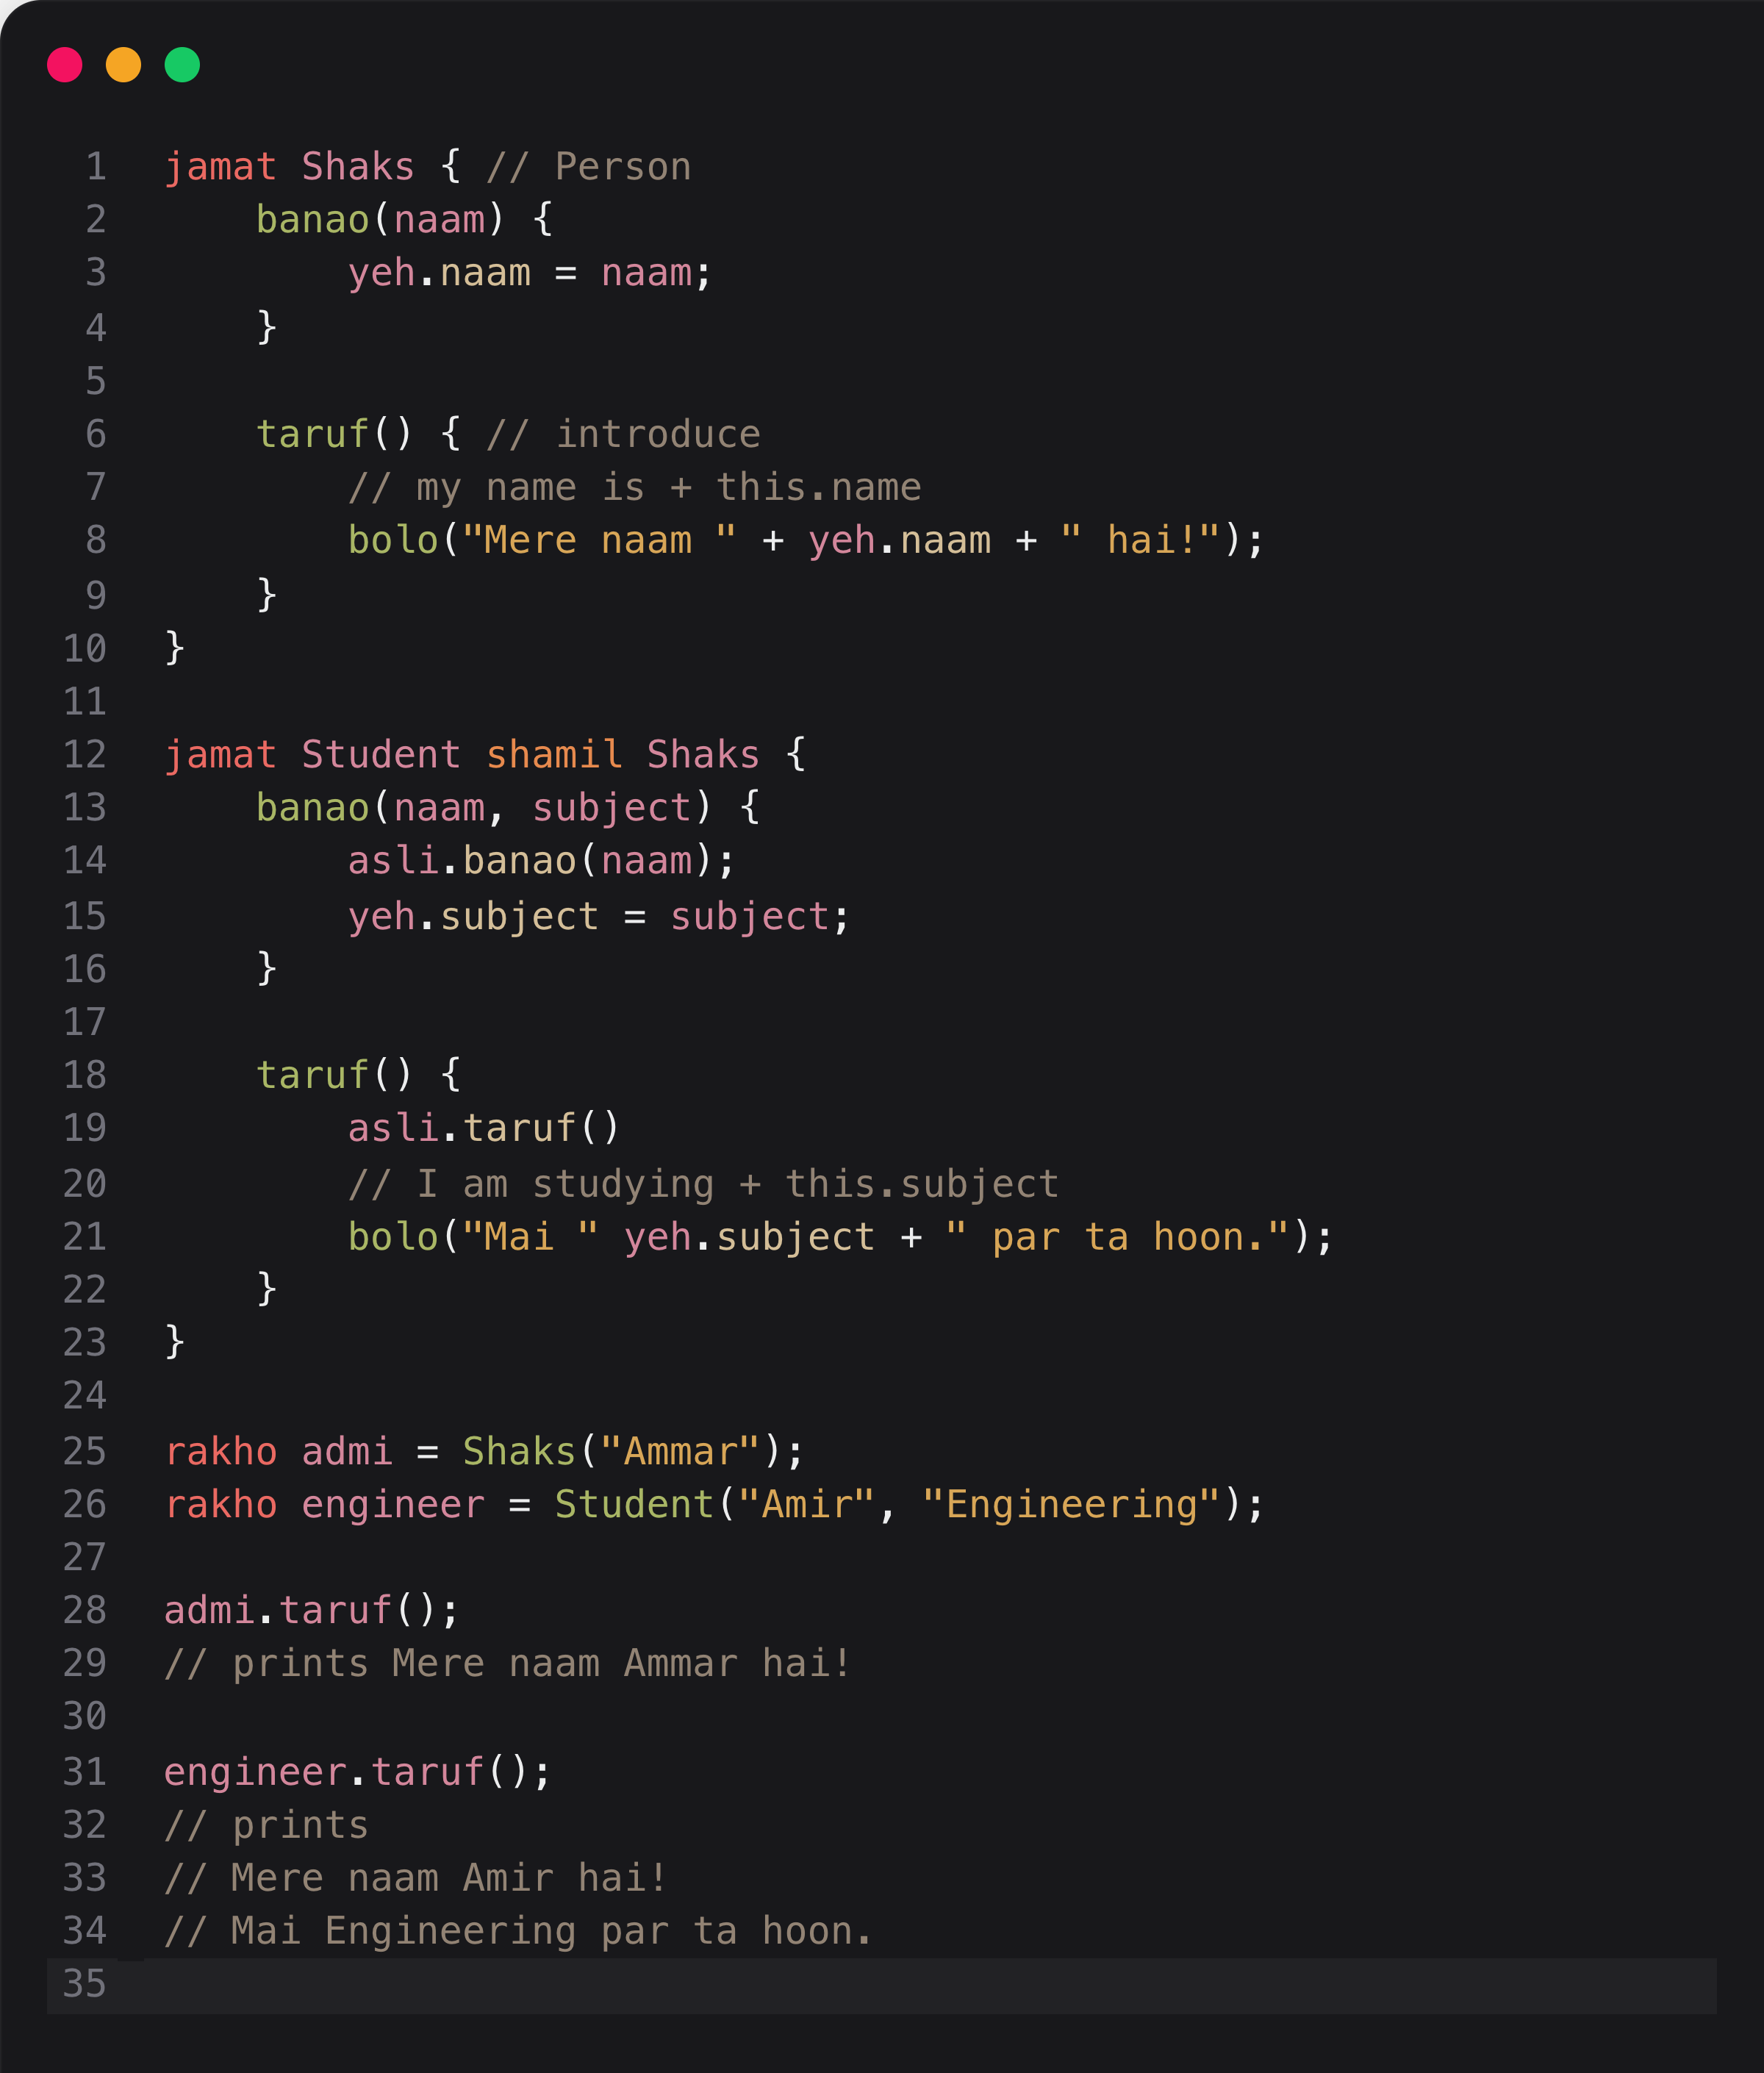 1 jamat Shaks { // Person
2 banao(naam) {
3 yeh.naam = naam;
4 }
5
6 taruf() { // introduce
7 // my name is + this.name
8 bolo("Mere naam " + yeh.naam + " hai!");
9 }
10 }
11
12 jamat Student shamil Shaks {
13 banao(naam, subject) {
14 asli.banao(naam);
15 yeh.subject = subject;
16 }
17
18 taruf() {
19 asli.taruf()
20 // I am studying + this.subject
21 bolo("Mai " yeh.subject + " par ta hoon.");
22 }
23 }
24
25 rakho admi = Shaks("Ammar");
26 rakho engineer = Student("Amir", "Engineering");
27
28 admi.taruf();
29 // prints Mere naam Ammar hai!
30
31 engineer.taruf();
32 // prints
33 // Mere naam Amir hai!
34 // Mai Engineering par ta hoon.
35